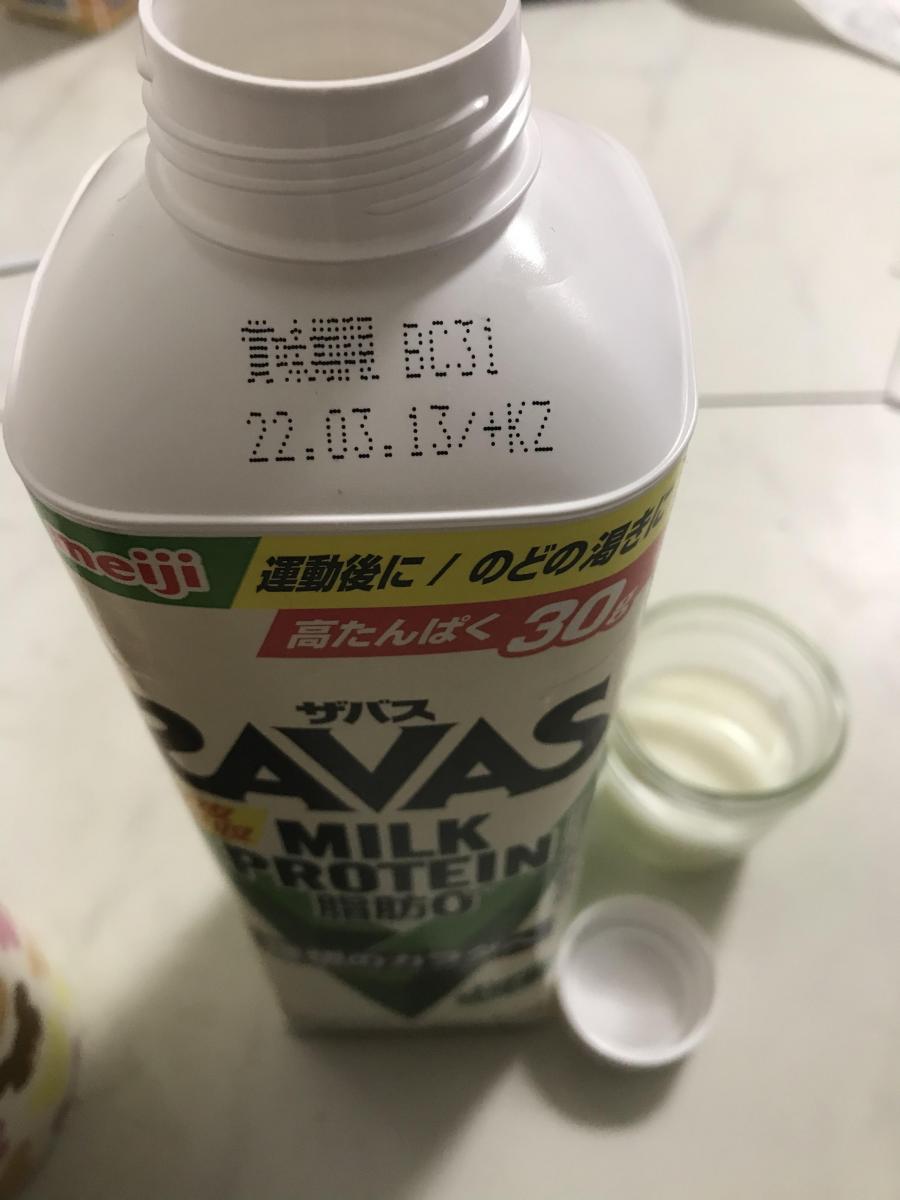 賞味期限 BC31
22.03.13/+KZ
meiji
運動後に / のどの渇きに
高たんぱく 30g
ザバス
SAVAS
MILK
PROTEIN
脂肪0